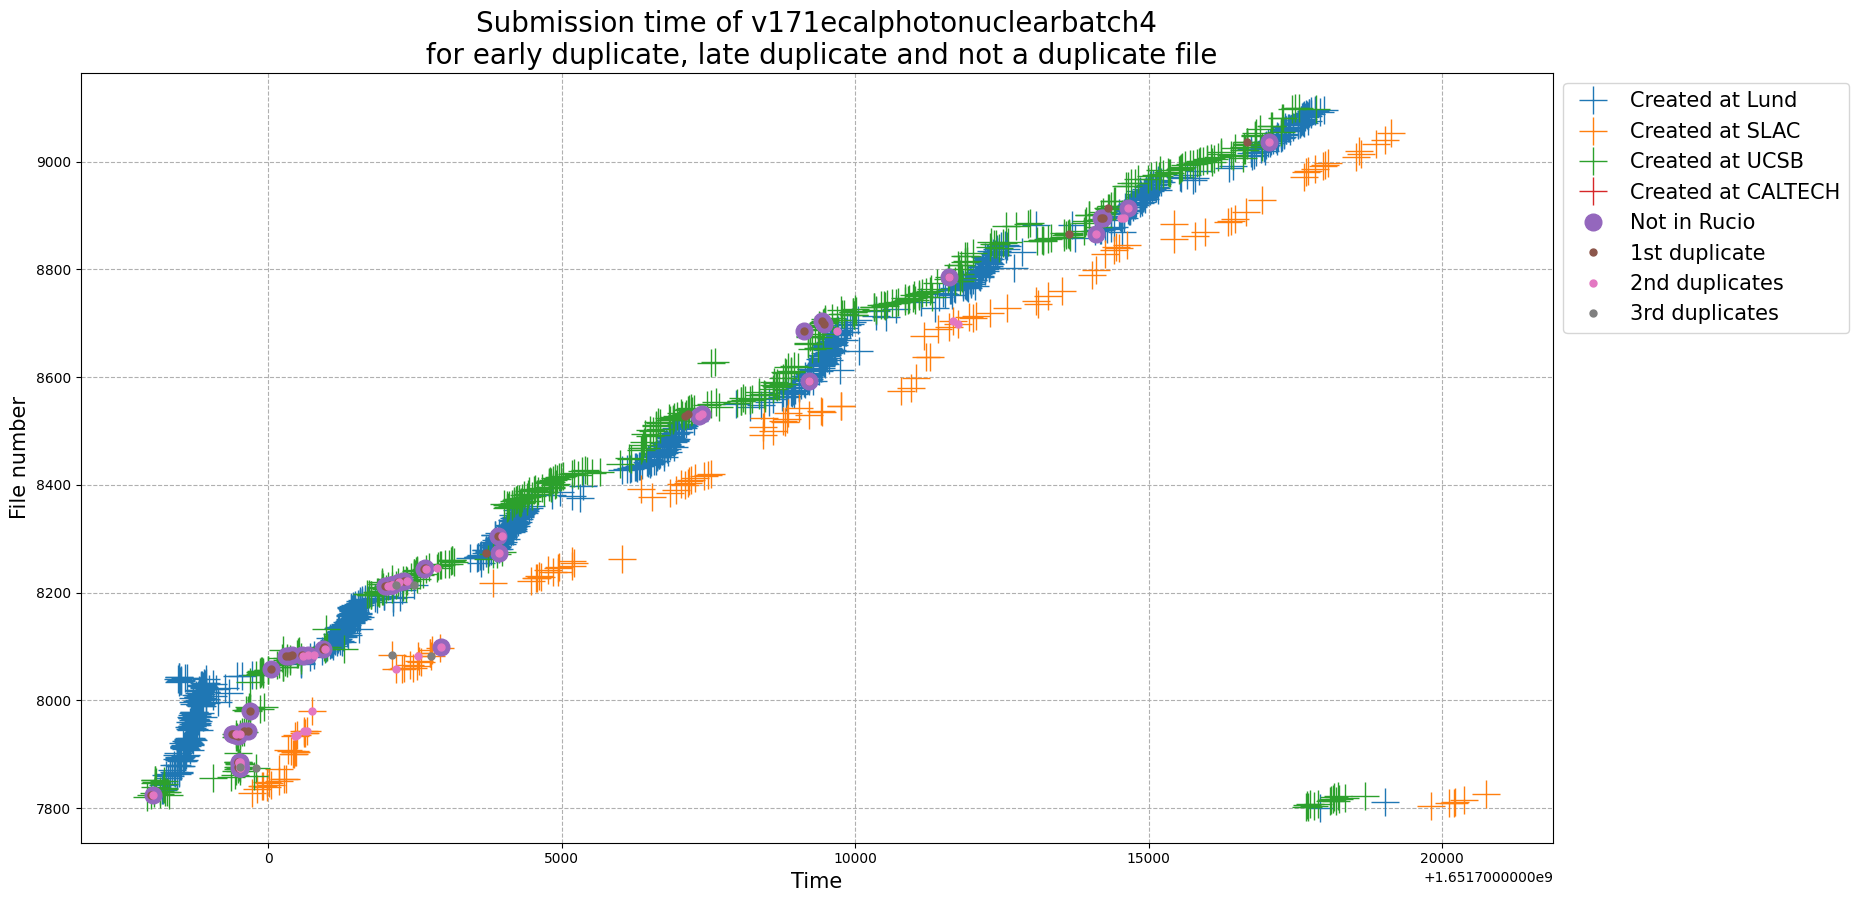 Submission time of v171ecalphotonuclearbatch4
for early duplicate, late duplicate and not a duplicate file
Created at Lund
Created at SLAC
Created at UCSB
Created at CALTECH
Not in Rucio
1st duplicate
2nd duplicates
3rd duplicates
File number
9000
8800
8600
8400
8200
8000
7800
0
5000
10000
15000
20000
+1.6517000000e9
Time